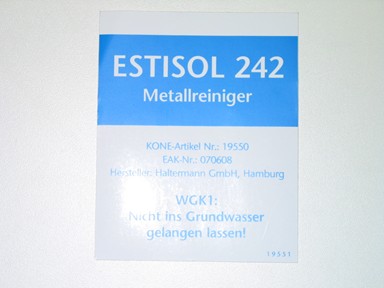 ESTISOL 242
Metallreiniger
KONE-Artikel Nr.: 19550
EAK-Nr.: 070608
Hersteller: Haltermann GmbH, Hamburg
WGK1:
Nicht ins Grundwasser
gelangen lassen!
19551